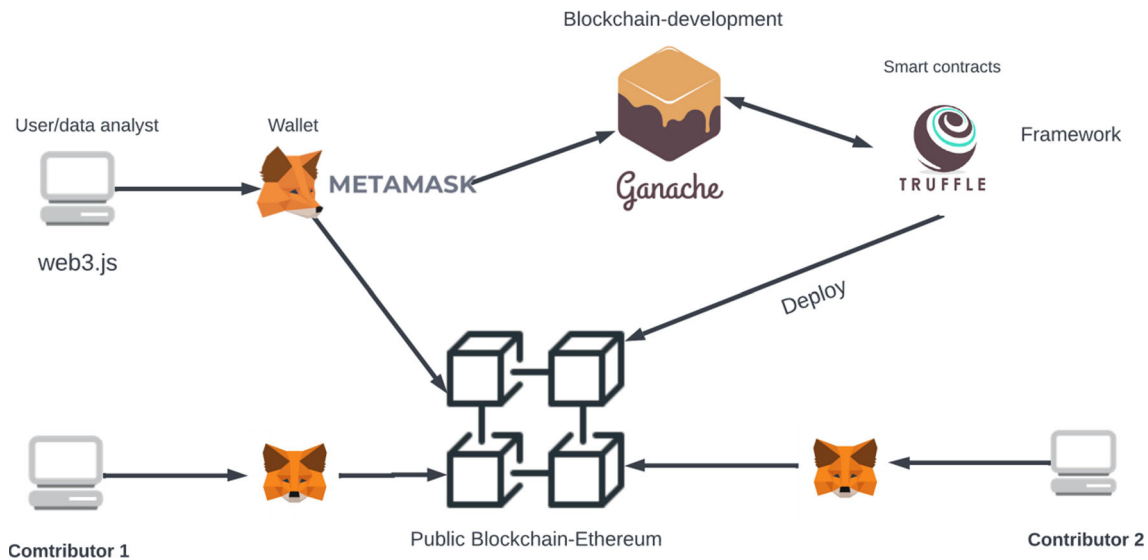 Blockchain-development
Smart contracts
User/data analyst
Wallet
Framework
METAMASK
Ganache
TRUFFLE
web3.js
Deploy
Public Blockchain-Ethereum
Comtributor 1
Contributor 2